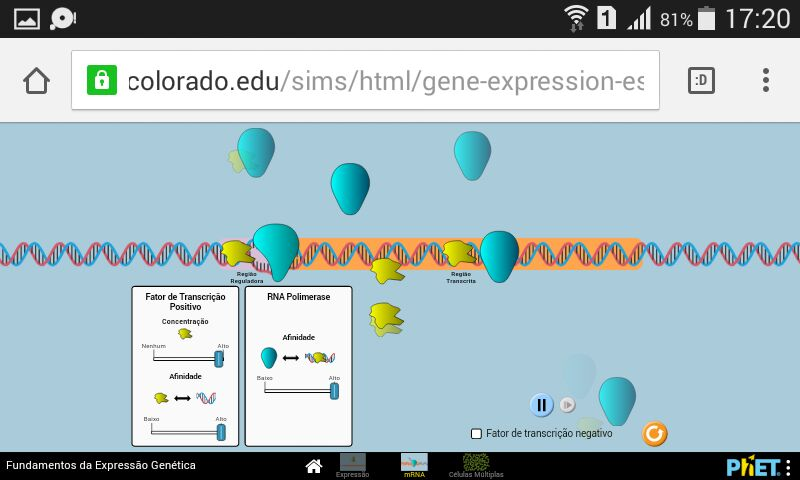 1 81% 17:20
colorado.edu/sims/html/gene-expression-es
:D
Região
Reguladora
Região
Transcrita
Fator de Transcrição
Positivo
Concentração
Nenhum Alto
Afinidade
Baixo Alto
RNA Polimerase
Afinidade
Baixo Alto
Fator de transcrição negativo
Fundamentos da Expressão Genética
Expressão
mRNA
Células Múltiplas
PhET